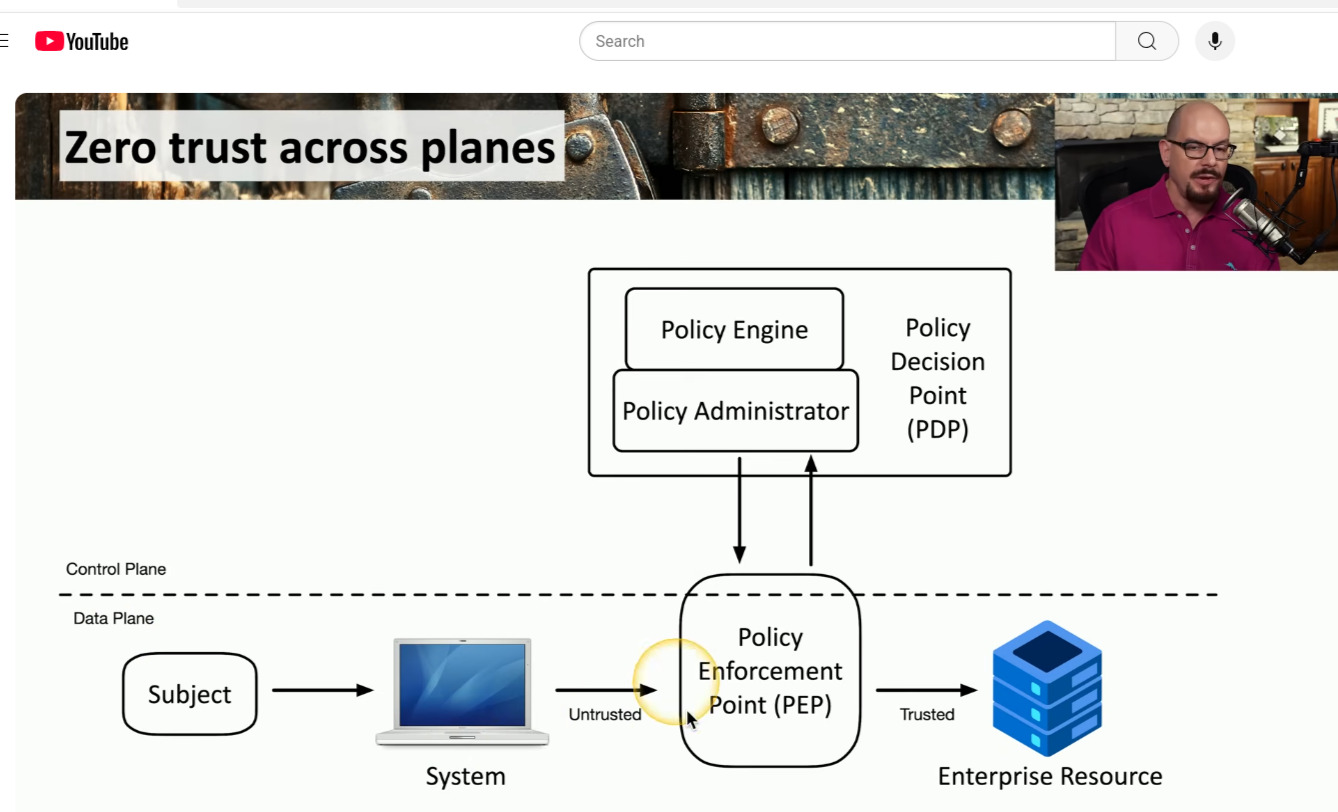 YouTube
Search
Zero trust across planes
Policy Engine
Policy Administrator
Policy
Decision
Point
(PDP)
Control Plane
Data Plane
Subject
System
Untrusted
Policy
Enforcement
Point (PEP)
Trusted
Enterprise Resource